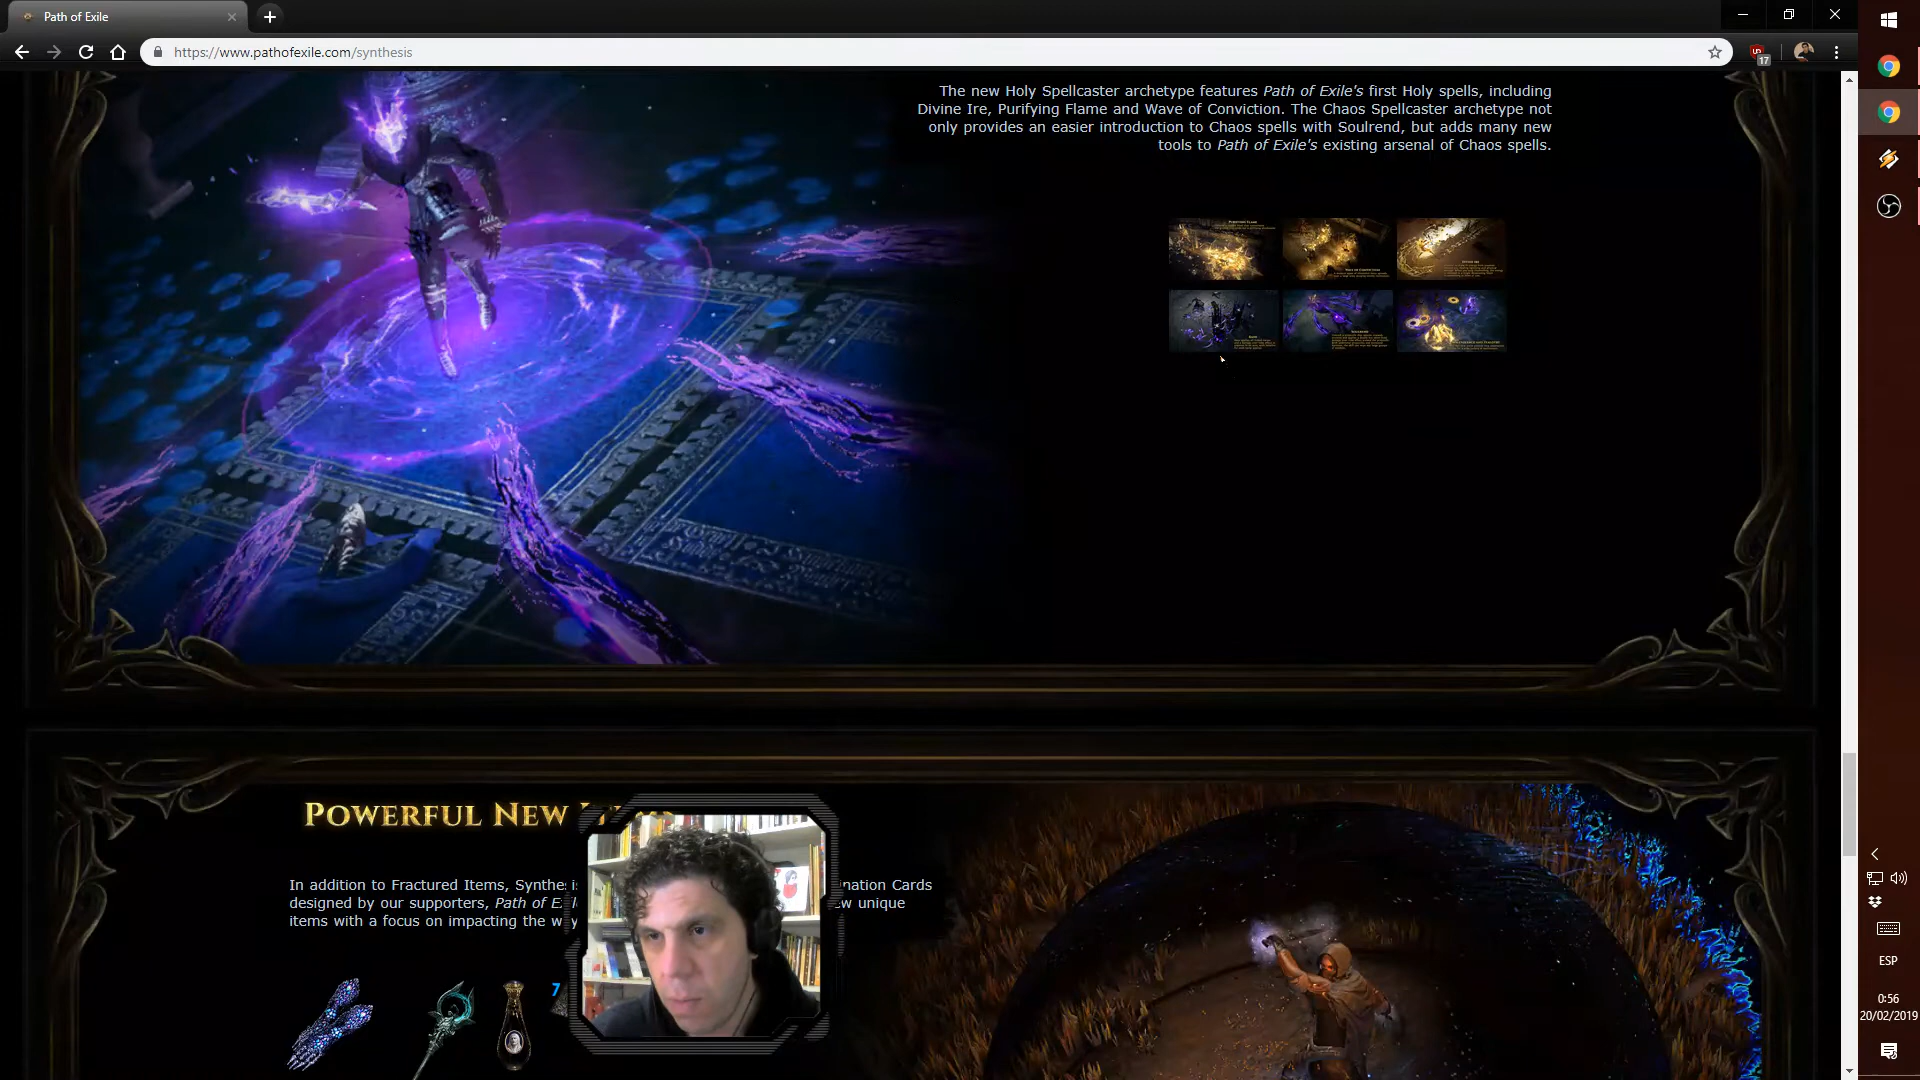 Path of Exile
https://www.pathofexile.com/synthesis
17
The new Holy Spellcaster archetype features Path of Exile's first Holy spells, including
Divine Ire, Purifying Flame and Wave of Conviction. The Chaos Spellcaster archetype not
only provides an easier introduction to Chaos spells with Soulrend, but adds many new
tools to Path of Exile's existing arsenal of Chaos spells.
Powerful New
In addition to Fractured Items, Cards
designed by our supporters, Path of unique
items with a focus on impacting the
7
ESP
0:56
20/02/2019